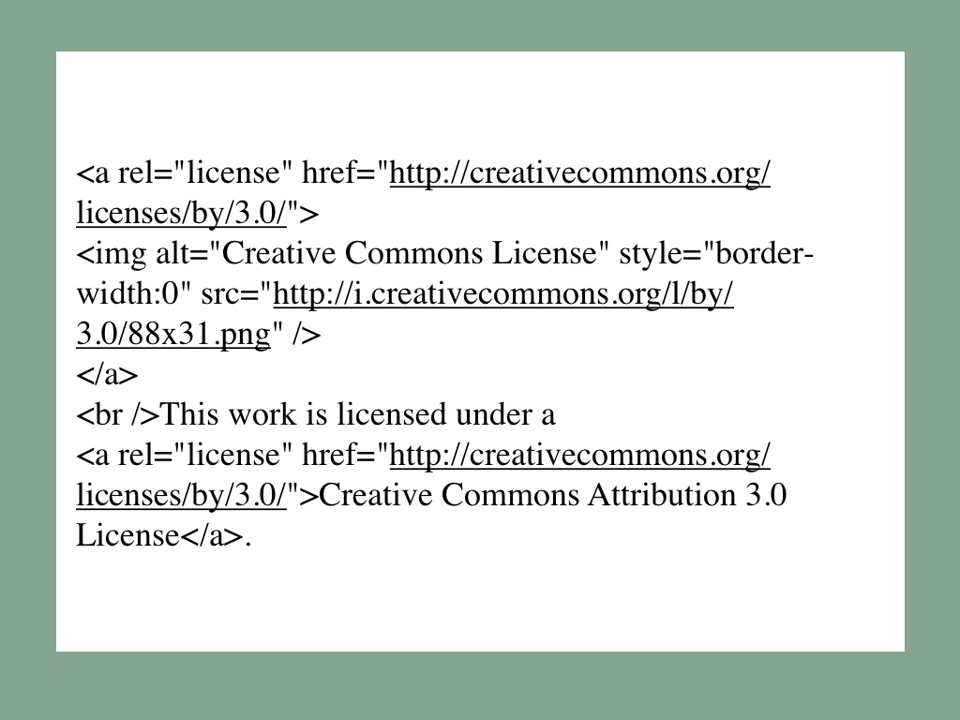 <a rel="license" href="http://creativecommons.org/
licenses/by/3.0/">
<img alt="Creative Commons License" style="border-
width:0" src="http://i.creativecommons.org/l/by/
3.0/88x31.png" />
</a>
<br />This work is licensed under a
<a rel="license" href="http://creativecommons.org/
licenses/by/3.0/">Creative Commons Attribution 3.0
License</a>.